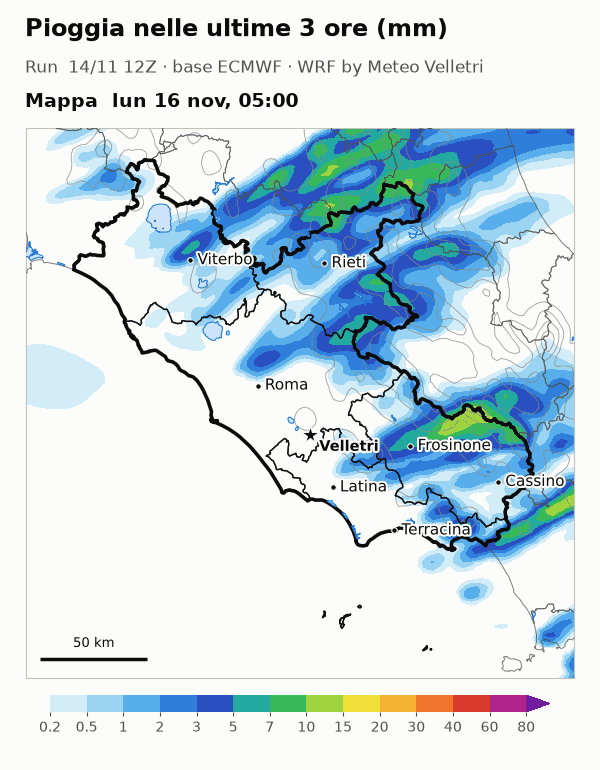 Pioggia nelle ultime 3 ore (mm)
Run 14/11 12Z · base ECMWF · WRF by Meteo Velletri
Mappa lun 16 nov, 05:00
Viterbo
Rieti
Roma
Velletri
Frosinone
Cassino
Latina
Terracina
50 km
0.2 0.5 1 2 3 5 7 10 15 20 30 40 60 80